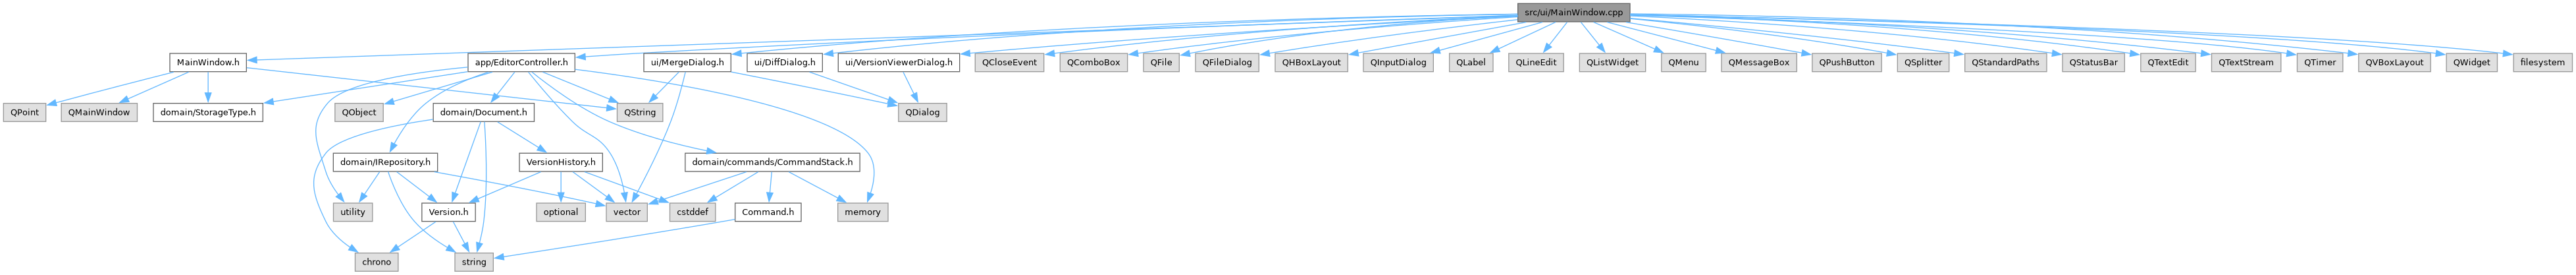 src/ui/MainWindow.cpp
MainWindow.h
app/EditorController.h
ui/MergeDialog.h
ui/DiffDialog.h
ui/VersionViewerDialog.h
QCloseEvent
QComboBox
QFile
QFileDialog
QHBoxLayout
QInputDialog
QLabel
QLineEdit
QListWidget
QMenu
QMessageBox
QPushButton
QSplitter
QStandardPaths
QStatusBar
QTextEdit
QTextStream
QTimer
QVBoxLayout
QWidget
filesystem
QPoint
QMainWindow
domain/StorageType.h
QObject
domain/Document.h
QString
QDialog
domain/IRepository.h
VersionHistory.h
domain/commands/CommandStack.h
utility
Version.h
optional
vector
cstddef
Command.h
memory
chrono
string